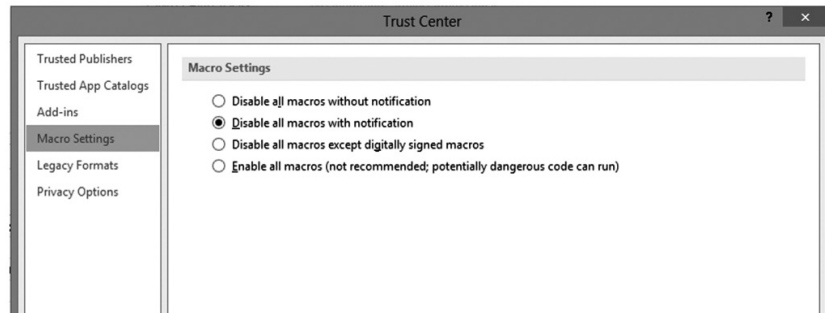 Trust Center
? ×
Trusted Publishers
Trusted App Catalogs
Add-ins
Macro Settings
Legacy Formats
Privacy Options
Macro Settings
Disable all macros without notification
Disable all macros with notification
Disable all macros except digitally signed macros
Enable all macros (not recommended; potentially dangerous code can run)